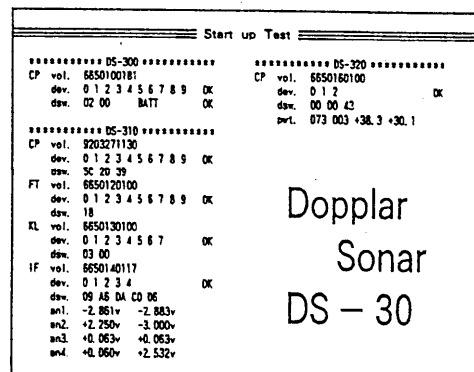 Start up Test
*********** DS-300 ***********
CP vol. 6650100181
dev. 0 1 2 3 4 5 6 7 8 9 OK
dsw. 02 00 BATT OK
*********** DS-310 ***********
CP vol. 9203271130
dev. 0 1 2 3 4 5 6 7 8 9 OK
dsw. 5C 20 39
FT vol. 6650120100
dev. 0 1 2 3 4 5 6 7 8 9 OK
dsw. 18
KL vol. 6650130100
dev. 0 1 2 3 4 5 6 7 OK
dsw. 03 00
IF vol. 6650140117
dev. 0 1 2 3 4 OK
dsw. 09 A6 DA C0 06
an1. -2.861v -2.883v
an2. +2.250v -3.000v
an3. +0.063v +0.063v
an4. +0.060v +2.532v
*********** DS-320 ***********
CP vol. 6650160100
dev. 0 1 2 OK
dsw. 00 00 43
pwt. 073 003 +38.3 +30.1
Dopplar
Sonar
DS – 30